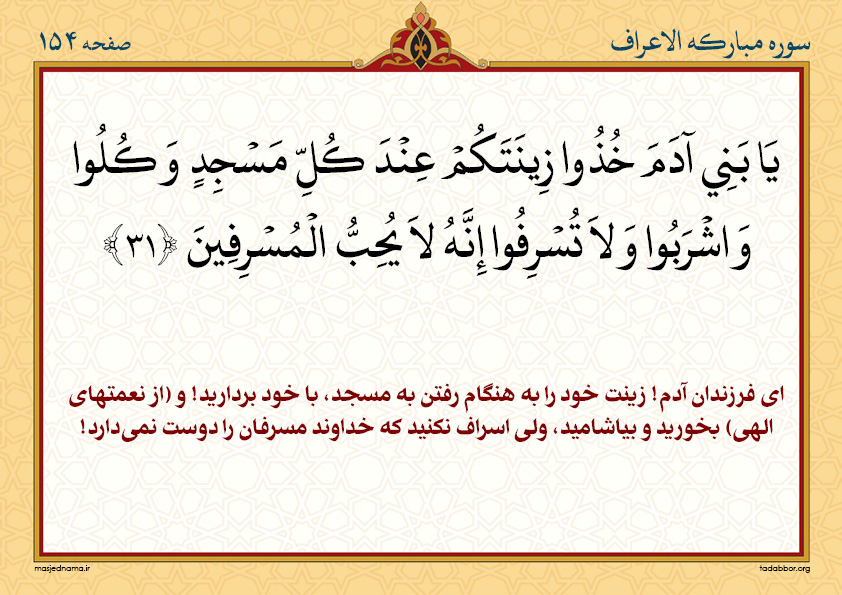 سوره مبارکه الاعراف
صفحه ۱۵۴
يَا بَنِي آدَمَ خُذُوا زِينَتَكُمْ عِنْدَ كُلِّ مَسْجِدٍ وَكُلُوا
وَاشْرَبُوا وَلاَ تُسْرِفُوا إِنَّهُ لاَ يُحِبُّ الْمُسْرِفِينَ ﴿۳۱﴾
ای فرزندان آدم! زینت خود را به هنگام رفتن به مسجد، با خود بردارید! و (از نعمتهای
الهی) بخورید و بیاشامید، ولی اسراف نکنید که خداوند مسرفان را دوست نمی‌دارد!
masjednama.ir
tadabbor.org